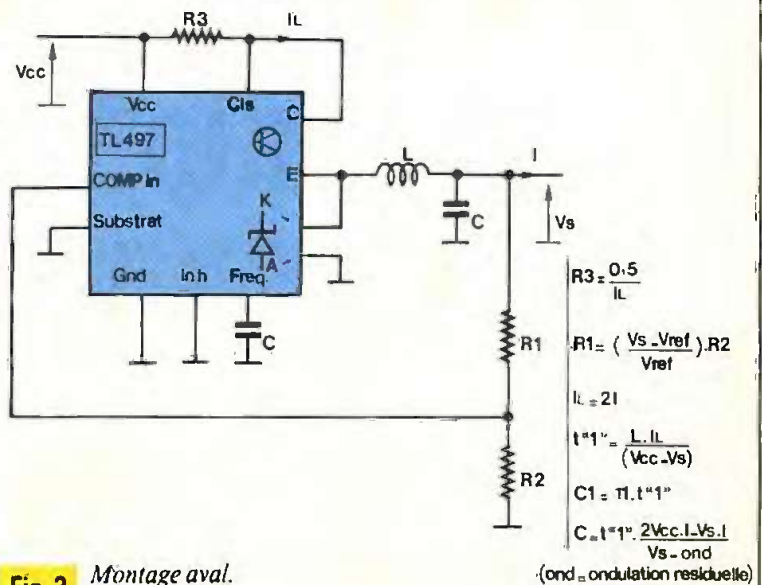 R3
IL
Vcc
Vcc
Cls
C
TL497
COMP in
E
L
I
K
Substrat
C
Vs
A
Gnd
Inh
Freq.
C
R1
R2
R3 = 0,5 / IL
R1 = ( Vs - Vref / Vref ).R2
IL = 2I
t"1" = L.IL / (Vcc - Vs)
C1 = π1.t"1"
C = t"1". 2Vcc.I - Vs.I / Vs - ond
(ond = ondulation residuelle)
Fig. 2 Montage aval.